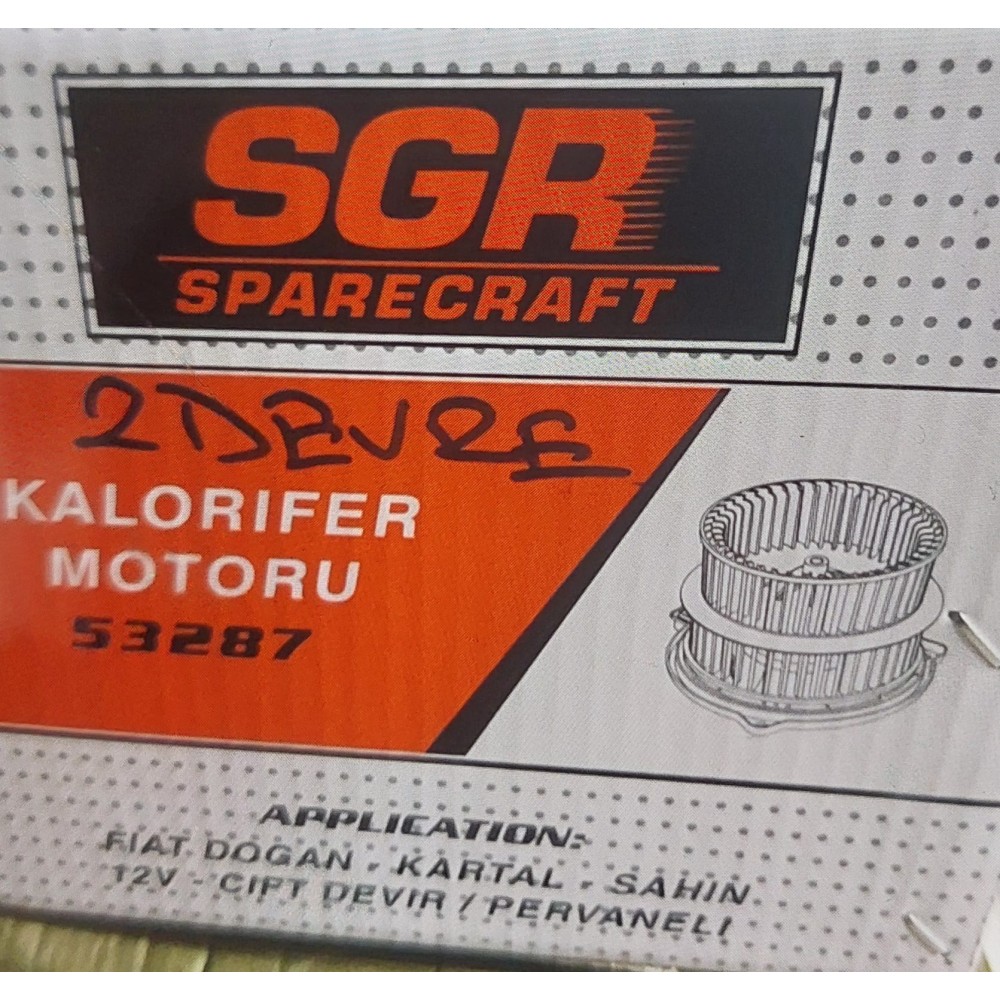 SGR
SPARECRAFT
2 DEVRE
KALORIFER
MOTORU
53287
APPLICATION:
FIAT DOGAN - KARTAL - SAHIN
12V - CIFT DEVIR / PERVANELI